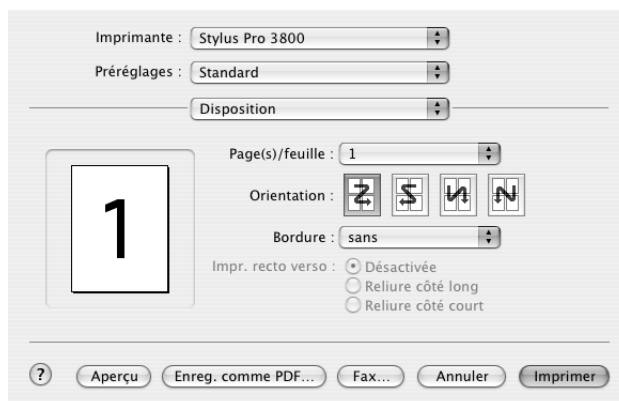 Imprimante : Stylus Pro 3800
Préréglages : Standard
Disposition
Page(s)/feuille : 1
1
Orientation :
Bordure : sans
Impr. recto verso : Désactivée
Reliure côté long
Reliure côté court
? Aperçu Enreg. comme PDF... Fax... Annuler Imprimer